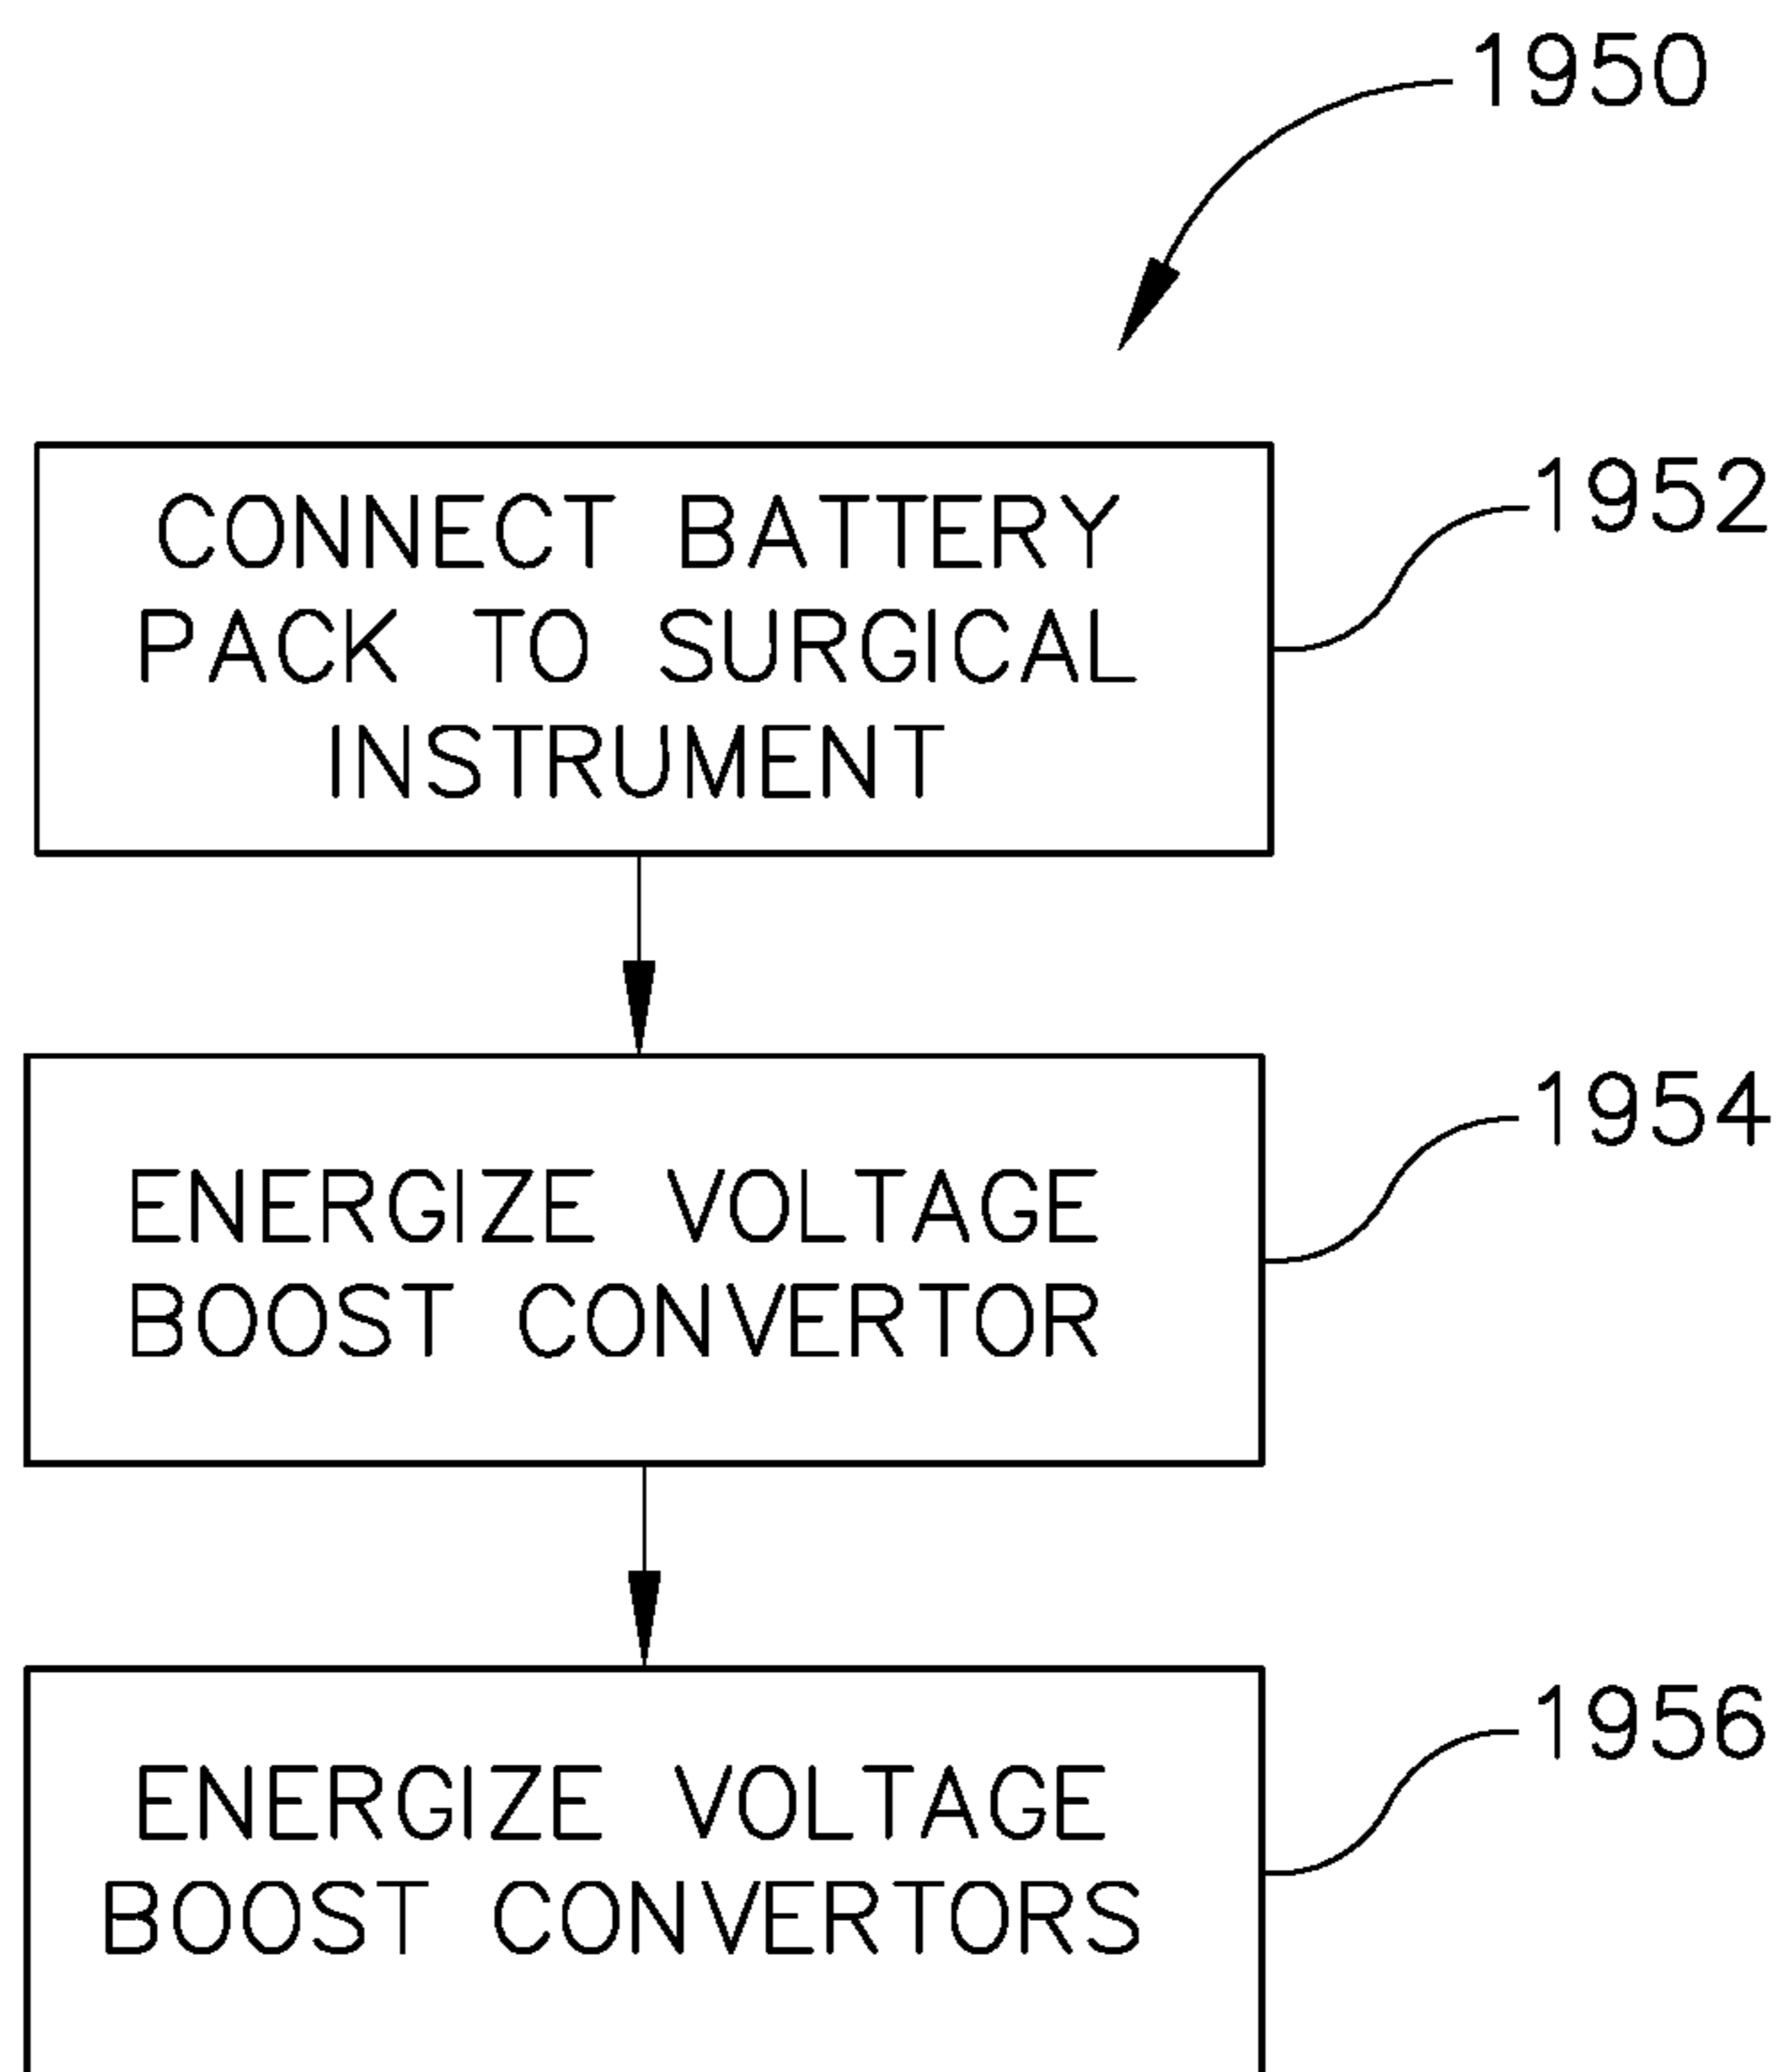 1950
CONNECT BATTERY
PACK TO SURGICAL
INSTRUMENT
1952
ENERGIZE VOLTAGE
BOOST CONVERTOR
1954
ENERGIZE VOLTAGE
BOOST CONVERTORS
1956